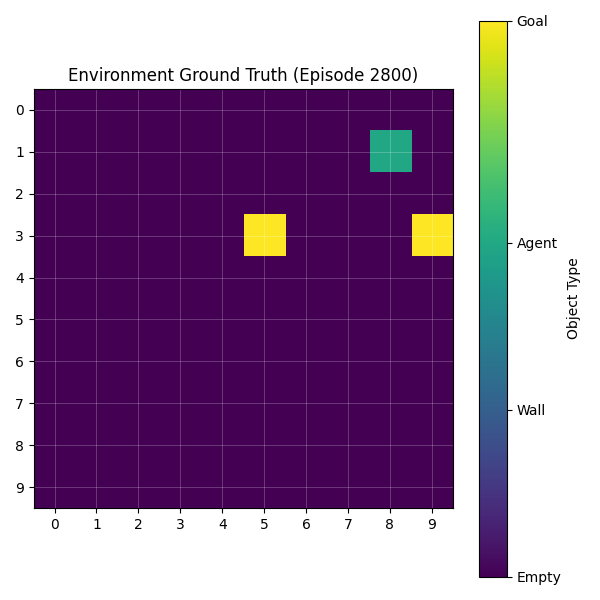 Environment Ground Truth (Episode 2800)
0
1
2
3
4
5
6
7
8
9
0 1 2 3 4 5 6 7 8 9
Goal
Agent
Wall
Empty
Object Type